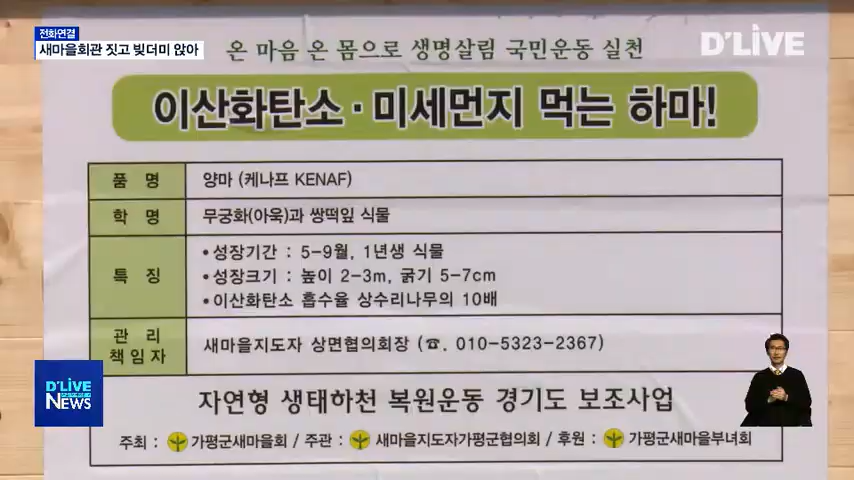 전화연결
새마을회관 짓고 빚더미 앉아
D'LIVE
온 마음 온 몸으로 생명살림 국민운동 실천
이산화탄소·미세먼지 먹는 하마!
품 명 양마 (케나프 KENAF)
학 명 무궁화(아욱)과 쌍떡잎 식물
특 징
•성장기간 : 5-9월, 1년생 식물
•성장크기 : 높이 2-3m, 굵기 5-7cm
•이산화탄소 흡수율 상수리나무의 10배
관 리
책임자
새마을지도자 상면협의회장 (☎. 010-5323-2367)
자연형 생태하천 복원운동 경기도 보조사업
주최 : 가평군새마을회 / 주관 : 새마을지도자가평군협의회 / 후원 : 가평군새마을부녀회
D'LIVE
NEWS